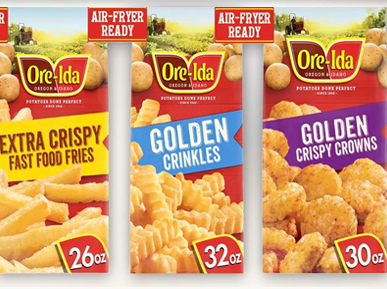 AIR-FRYER
READY
AIR-FRYER
READY
Ore-Ida
OREGON & IDAHO
POTATOES DONE PERFECT
EXTRA CRISPY
FAST FOOD FRIES
26oz
Ore-Ida
OREGON & IDAHO
POTATOES DONE PERFECT
GOLDEN
CRINKLES
32oz
Ore-Ida
OREGON & IDAHO
POTATOES DONE PERFECT
GOLDEN
CRISPY CROWNS
30oz